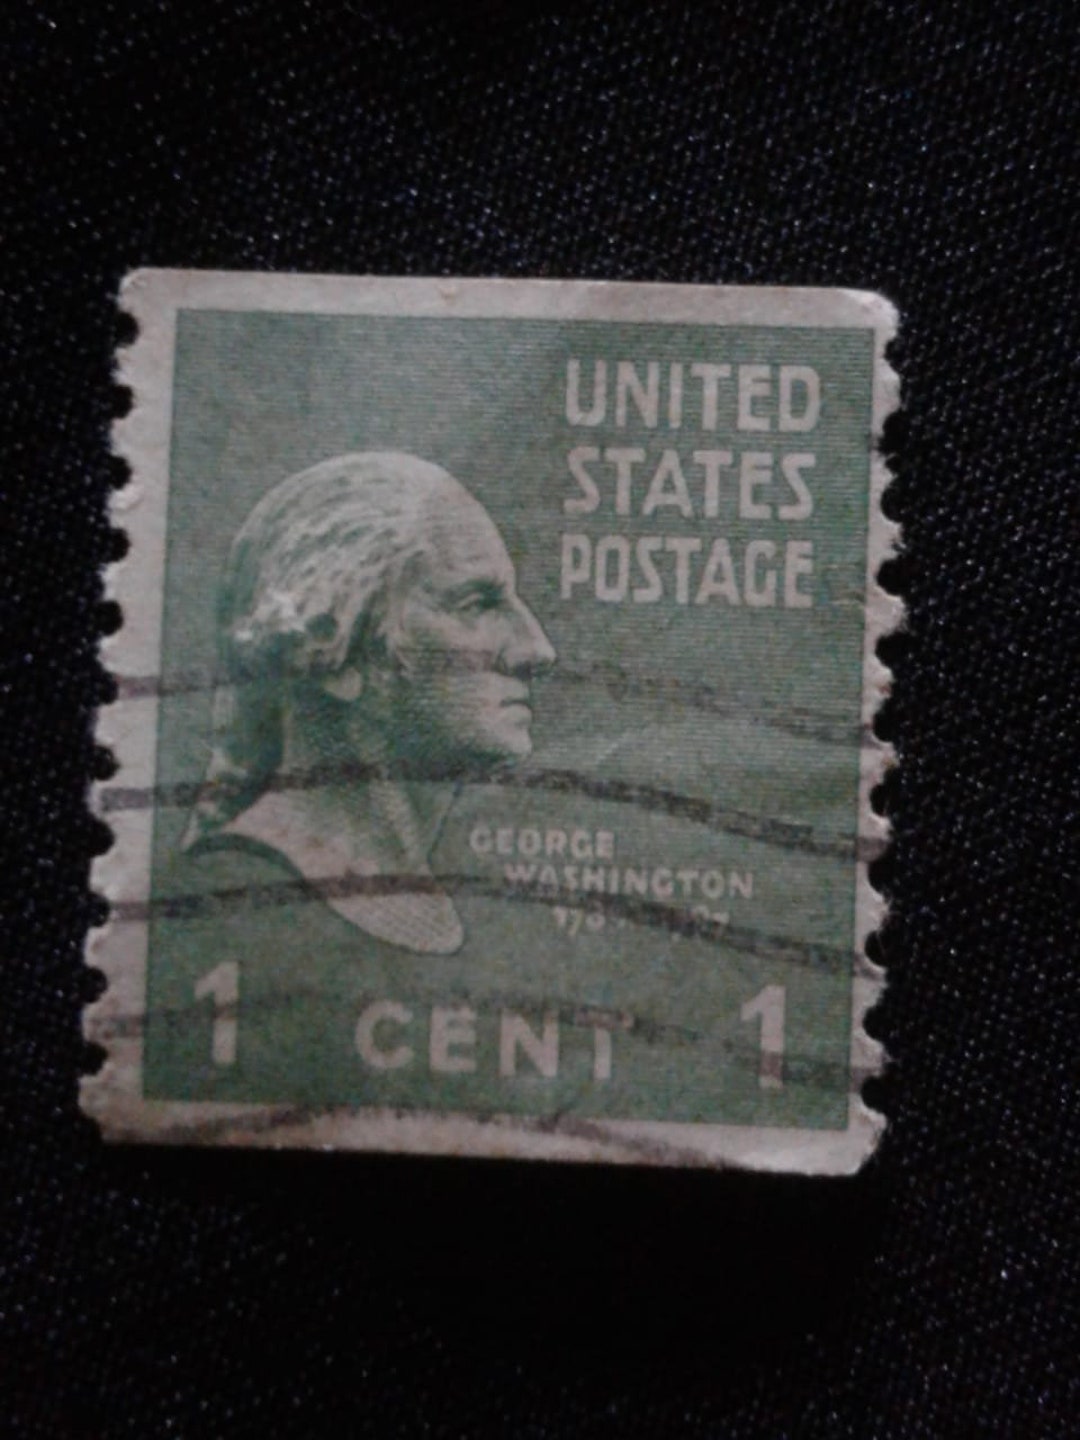 UNITED
STATES
POSTAGE
GEORGE
WASHINGTON
1 CENT 1